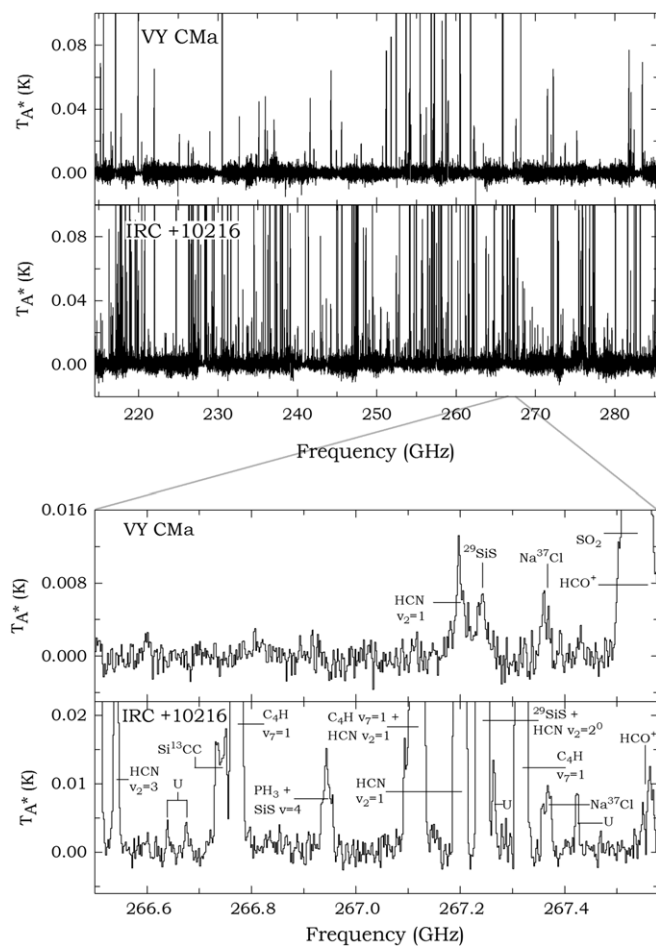 VY CMa
0.08
0.04
0.00
T_A* (K)
IRC +10216
0.08
0.04
0.00
T_A* (K)
220 230 240 250 260 270 280
Frequency (GHz)
VY CMa
0.016
0.008
0.000
T_A* (K)
HCN
v₂=1
²⁹SiS
Na³⁷Cl
SO₂
HCO⁺
IRC +10216
0.02
0.01
0.00
T_A* (K)
HCN
v₂=3
U
Si¹³CC
C₄H
v₇=1
PH₃ +
SiS v=4
C₄H v₇=1 +
HCN v₂=1
HCN
v₂=1
²⁹SiS +
HCN v₂=2⁰
U
C₄H
v₇=1
Na³⁷Cl
U
HCO⁺
266.6 266.8 267.0 267.2 267.4
Frequency (GHz)